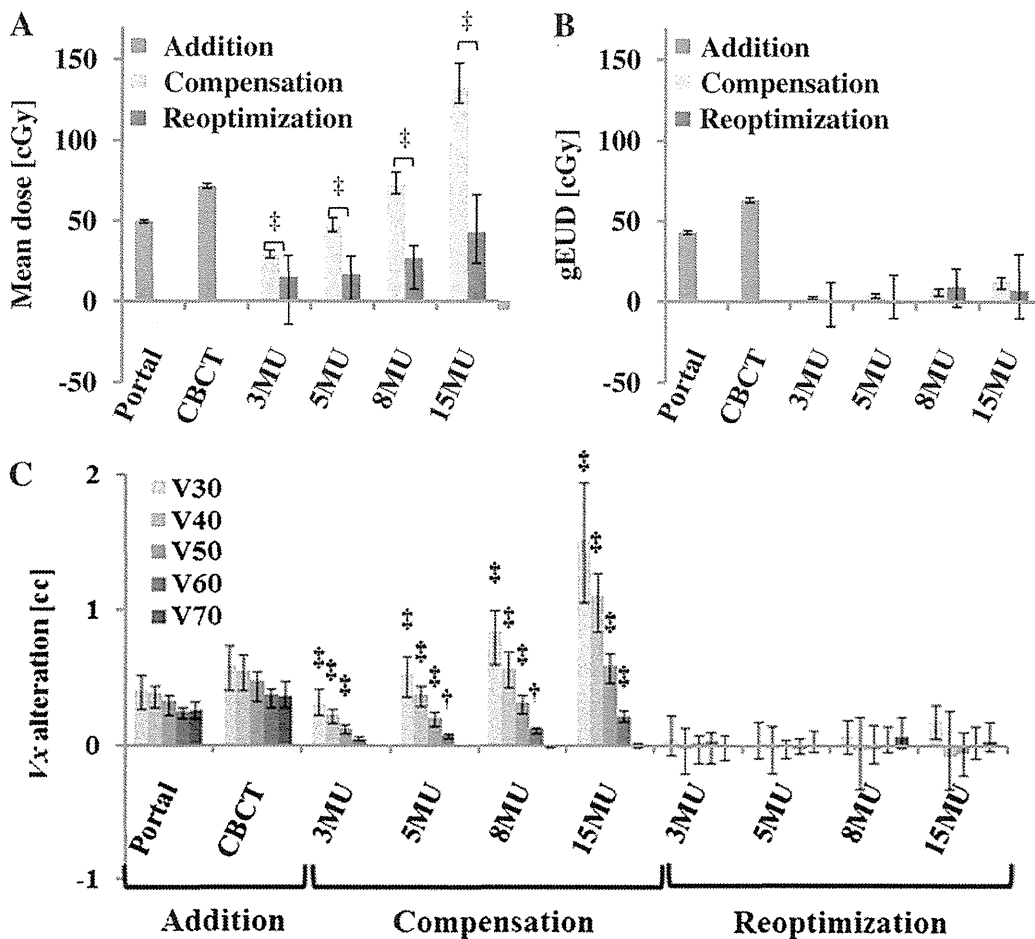 A
Mean dose [cGy]
150
100
50
0
-50
Addition
Compensation
Reoptimization
‡
‡
‡
‡
Portal
CBCT
3MU
5MU
8MU
15MU
B
gEUD [cGy]
150
100
50
0
-50
Addition
Compensation
Reoptimization
Portal
CBCT
3MU
5MU
8MU
15MU
C
Vx alteration [cc]
2
1
0
-1
V30
V40
V50
V60
V70
‡ ‡ ‡
‡ ‡ ‡ †
‡ ‡ ‡ †
‡ ‡ ‡ ‡
Portal
CBCT
3MU
5MU
8MU
15MU
3MU
5MU
8MU
15MU
Addition
Compensation
Reoptimization